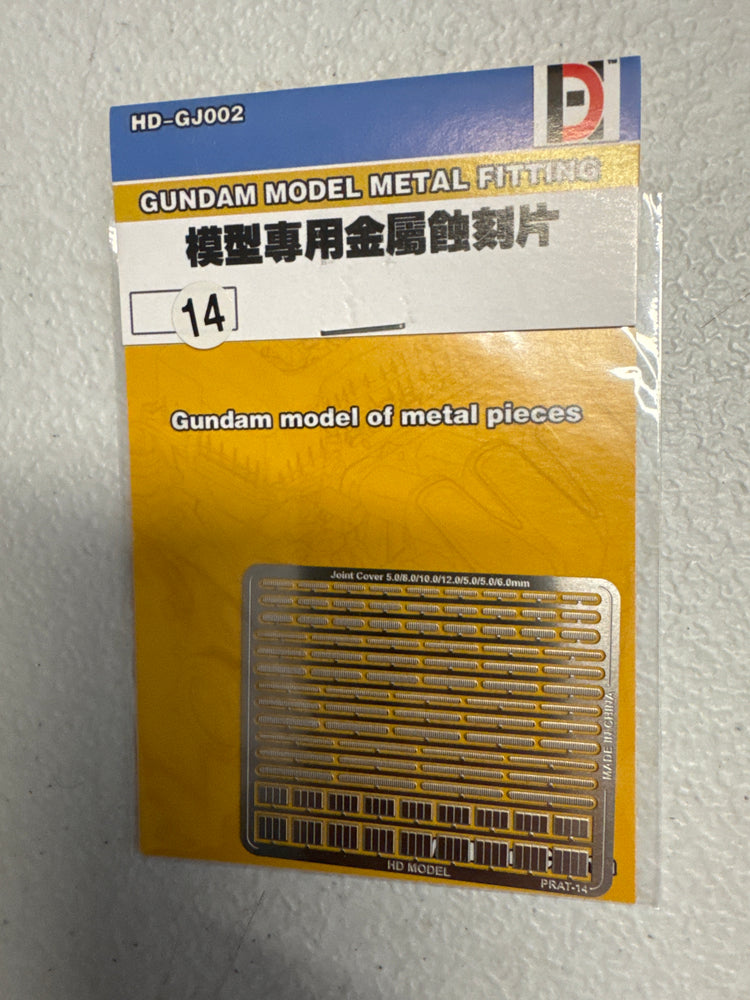 HD-GJ002
TM
GUNDAM MODEL METAL FITTING
模型專用金屬蝕刻片
14
Gundam model of metal pieces
Joint Cover 5.0/8.0/10.0/12.0/5.0/5.0/6.0mm
MADE IN CHINA
HD MODEL
PRAT-14